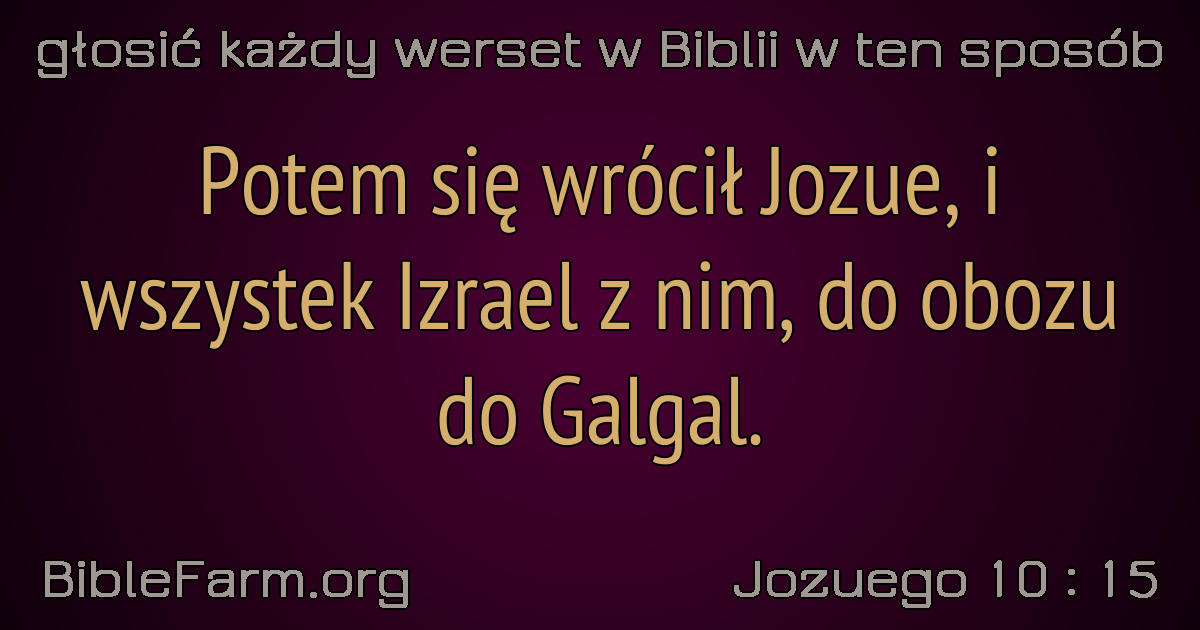 głosić każdy werset w Biblii w ten sposób
Potem się wrócił Jozue, i
wszystek Izrael z nim, do obozu
do Galgal.
BibleFarm.org
Jozuego 10 : 15